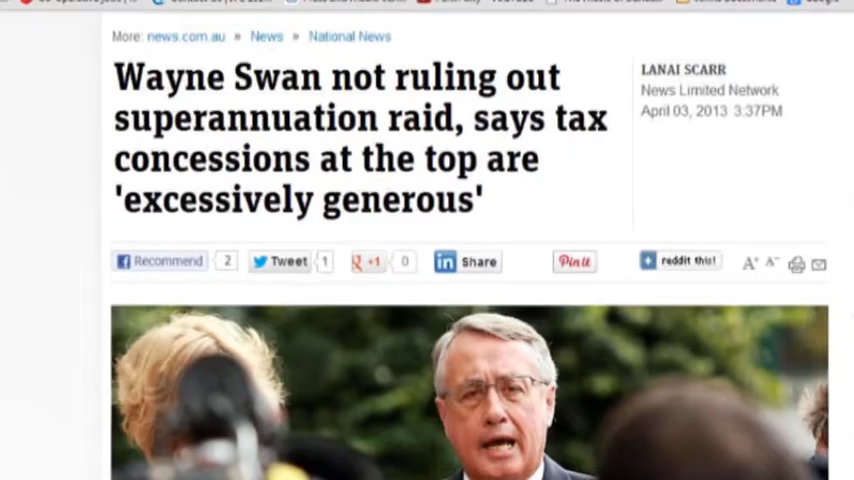 More: news.com.au » News » National News
Wayne Swan not ruling out
superannuation raid, says tax
concessions at the top are
'excessively generous'
LANAI SCARR
News Limited Network
April 03, 2013 3:37PM
Recommend 2 Tweet 1 +1 0 in Share Pin it reddit this! A+ A-